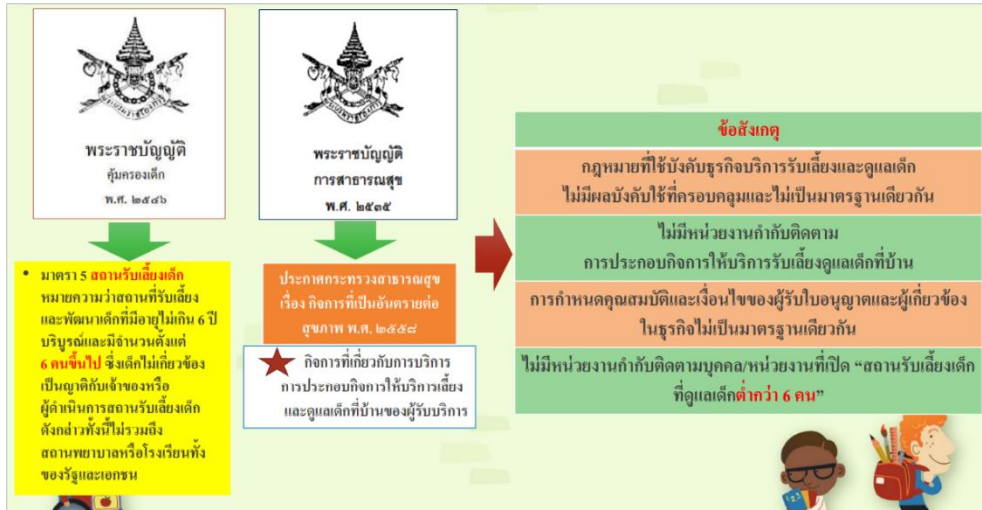 พระราชบัญญัติ
คุ้มครองเด็ก
พ.ศ. ๒๕๔๖
• มาตรา 5 สถานรับเลี้ยงเด็ก
หมายความว่าสถานที่รับเลี้ยง
และพัฒนาเด็กที่มีอายุไม่เกิน 6 ปี
บริบูรณ์และมีจำนวนตั้งแต่
6 คนขึ้นไป ซึ่งเด็กไม่เกี่ยวข้อง
เป็นญาติกับเจ้าของหรือ
ผู้ดำเนินการสถานรับเลี้ยงเด็ก
ดังกล่าวทั้งนี้ไม่รวมถึง
สถานพยาบาลหรือโรงเรียนทั้ง
ของรัฐและเอกชน
พระราชบัญญัติ
การสาธารณสุข
พ.ศ. ๒๕๓๕
ประกาศกระทรวงสาธารณสุข
เรื่อง กิจการที่เป็นอันตรายต่อ
สุขภาพ พ.ศ. ๒๕๕๘
กิจการที่เกี่ยวกับการบริการ
การประกอบกิจการให้บริการเลี้ยง
และดูแลเด็กที่บ้านของผู้รับบริการ
ข้อสังเกตุ
กฎหมายที่ใช้บังคับธุรกิจบริการรับเลี้ยงและดูแลเด็ก
ไม่มีผลบังคับใช้ที่ครอบคลุมและไม่เป็นมาตรฐานเดียวกัน
ไม่มีหน่วยงานกำกับติดตาม
การประกอบกิจการให้บริการรับเลี้ยงดูแลเด็กที่บ้าน
การกำหนดคุณสมบัติและเงื่อนไขของผู้รับใบอนุญาตและผู้เกี่ยวข้อง
ในธุรกิจไม่เป็นมาตรฐานเดียวกัน
ไม่มีหน่วยงานกำกับติดตามบุคคล/หน่วยงานที่เปิด “สถานรับเลี้ยงเด็ก
ที่ดูแลเด็กต่ำกว่า 6 คน”